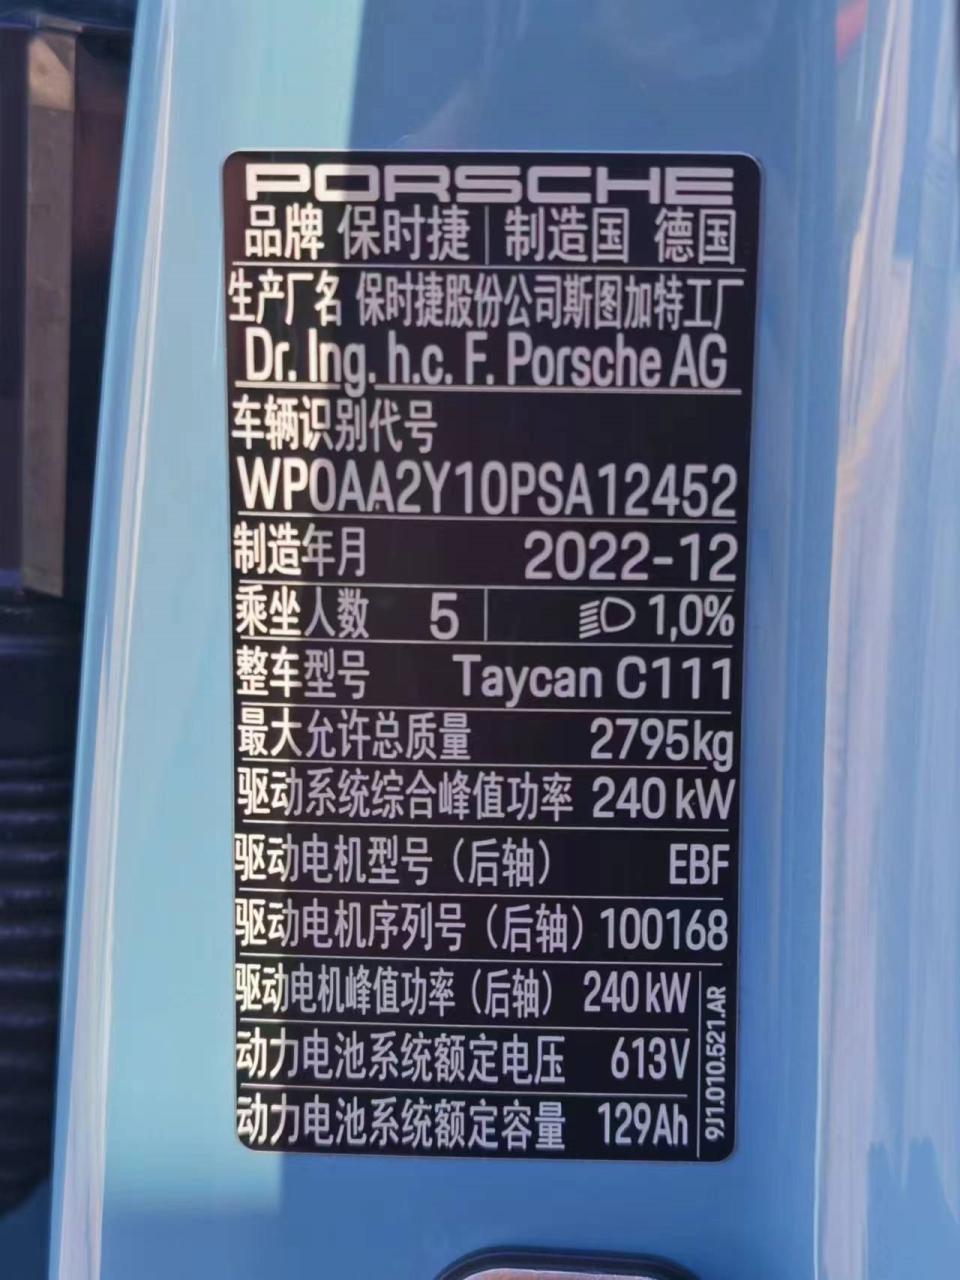 PORSCHE
品牌 保时捷 制造国 德国
生产厂名 保时捷股份公司斯图加特工厂
Dr. Ing. h.c. F. Porsche AG
车辆识别代号
WP0AA2Y10PSA12452
制造年月 2022-12
乘坐人数 5 1,0%
整车型号 Taycan C111
最大允许总质量 2795kg
驱动系统综合峰值功率 240 kW
驱动电机型号（后轴） EBF
驱动电机序列号（后轴）100168
驱动电机峰值功率（后轴） 240 kW
动力电池系统额定电压 613V
动力电池系统额定容量 129Ah
9J1.010.521.AR